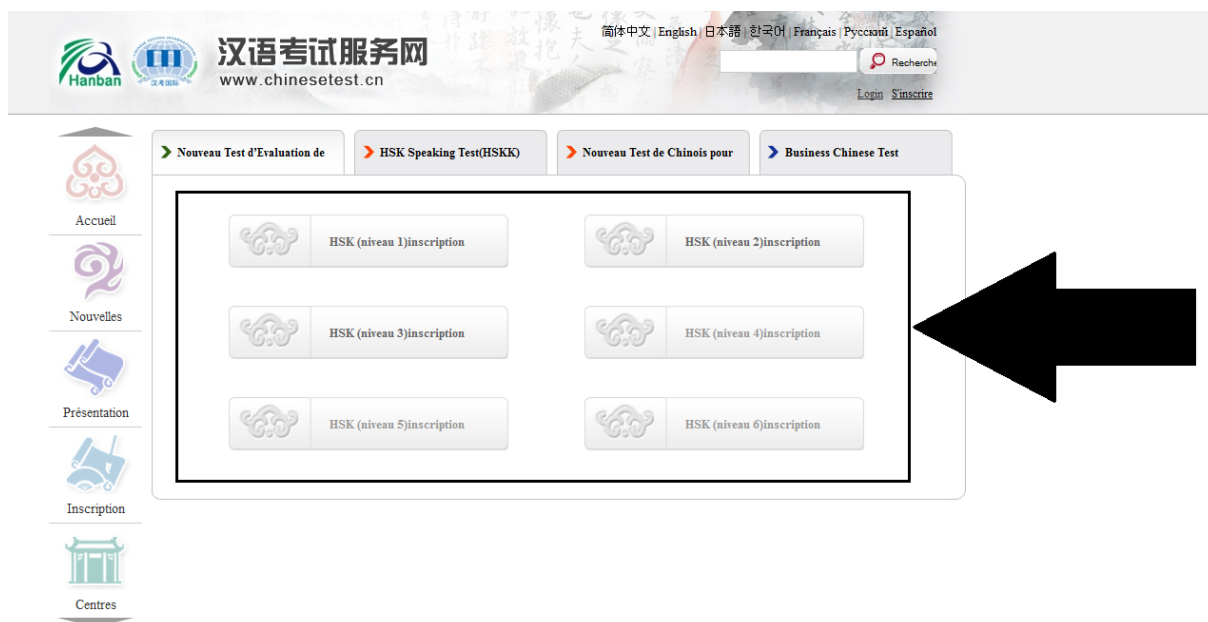 简体中文 | English | 日本語 | 한국어 | Français | Русский | Español
Hanban
汉语考试服务网
www.chinesetest.cn
Recherche
Login S'inscrire
Nouveau Test d'Evaluation de
HSK Speaking Test(HSKK)
Nouveau Test de Chinois pour
Business Chinese Test
Accueil
Nouvelles
Présentation
Inscription
Centres
HSK (niveau 1)inscription
HSK (niveau 2)inscription
HSK (niveau 3)inscription
HSK (niveau 4)inscription
HSK (niveau 5)inscription
HSK (niveau 6)inscription